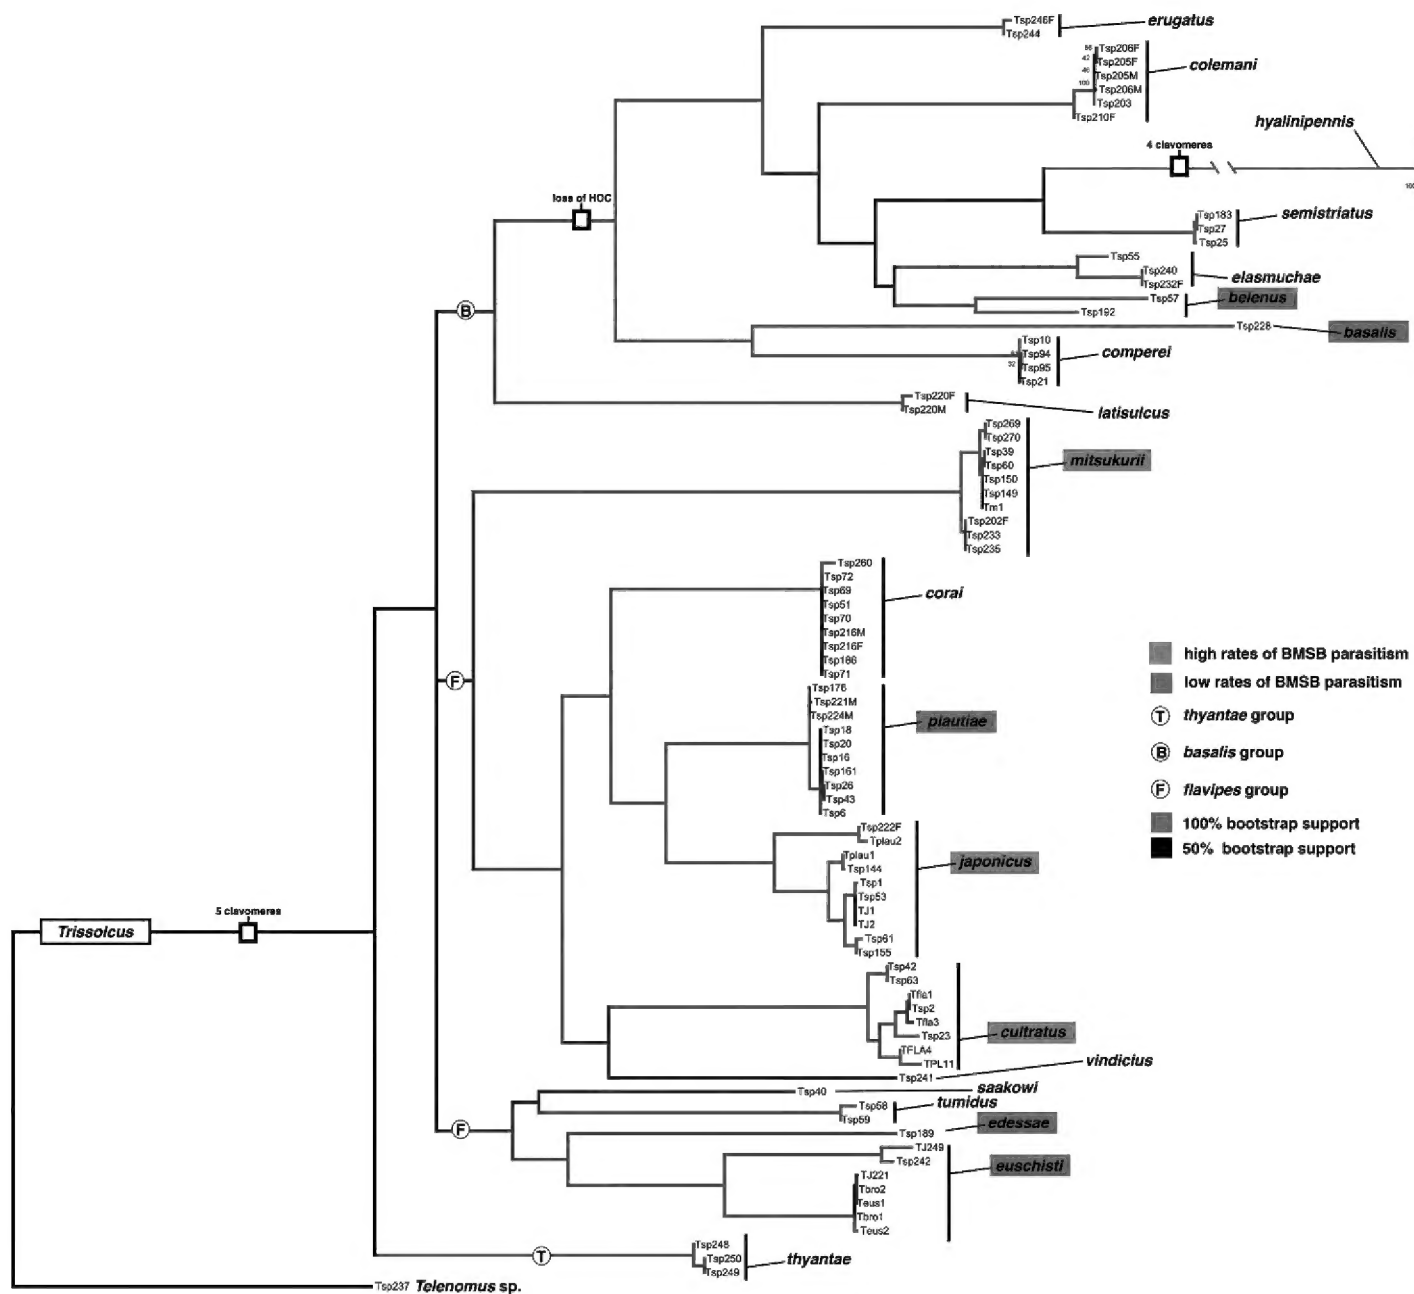 Tsp246F
Tsp244
erugatus
Tsp206F
Tsp205F
Tsp205M
Tsp206M
Tsp203
Tsp210F
colemani
42
46
100
hyalinipennis
4 clavomeres
loss of HOC
Tsp183
Tsp27
Tsp25
semistriatus
Tsp55
Tsp240
Tsp232F
elasmuchae
Tsp57
Tsp192
belenus
Tsp228
basalis
Tsp10
Tsp94
Tsp95
Tsp21
32
comperei
B
Tsp220F
Tsp220M
latisulcus
Tsp269
Tsp270
Tsp39
Tsp60
Tsp150
Tsp149
Tm1
Tsp202F
Tsp233
Tsp235
mitsukurii
Tsp260
Tsp72
Tsp69
Tsp51
Tsp70
Tsp216M
Tsp216F
Tsp186
Tsp71
corai
F
Tsp176
Tsp221M
Tsp224M
Tsp18
Tsp20
Tsp16
Tsp161
Tsp26
Tsp43
Tsp6
plautiae
Tsp222F
Tplau2
Tplau1
Tsp144
Tsp1
Tsp53
TJ1
TJ2
Tsp61
Tsp155
japonicus
high rates of BMSB parasitism
low rates of BMSB parasitism
T thyantae group
B basalis group
F flavipes group
100% bootstrap support
50% bootstrap support
Trissolcus
5 clavomeres
Tsp42
Tsp63
Tfla1
Tsp2
Tfla3
Tsp23
TFLA4
TPL11
cultratus
Tsp241
vindicius
Tsp40
saakowi
Tsp58
Tsp59
tumidus
F
Tsp189
edessae
TJ249
Tsp242
TJ221
Tbro2
Teus1
Tbro1
Teus2
euschisti
T
Tsp248
Tsp250
Tsp249
thyantae
Tsp237 Telenomus sp.